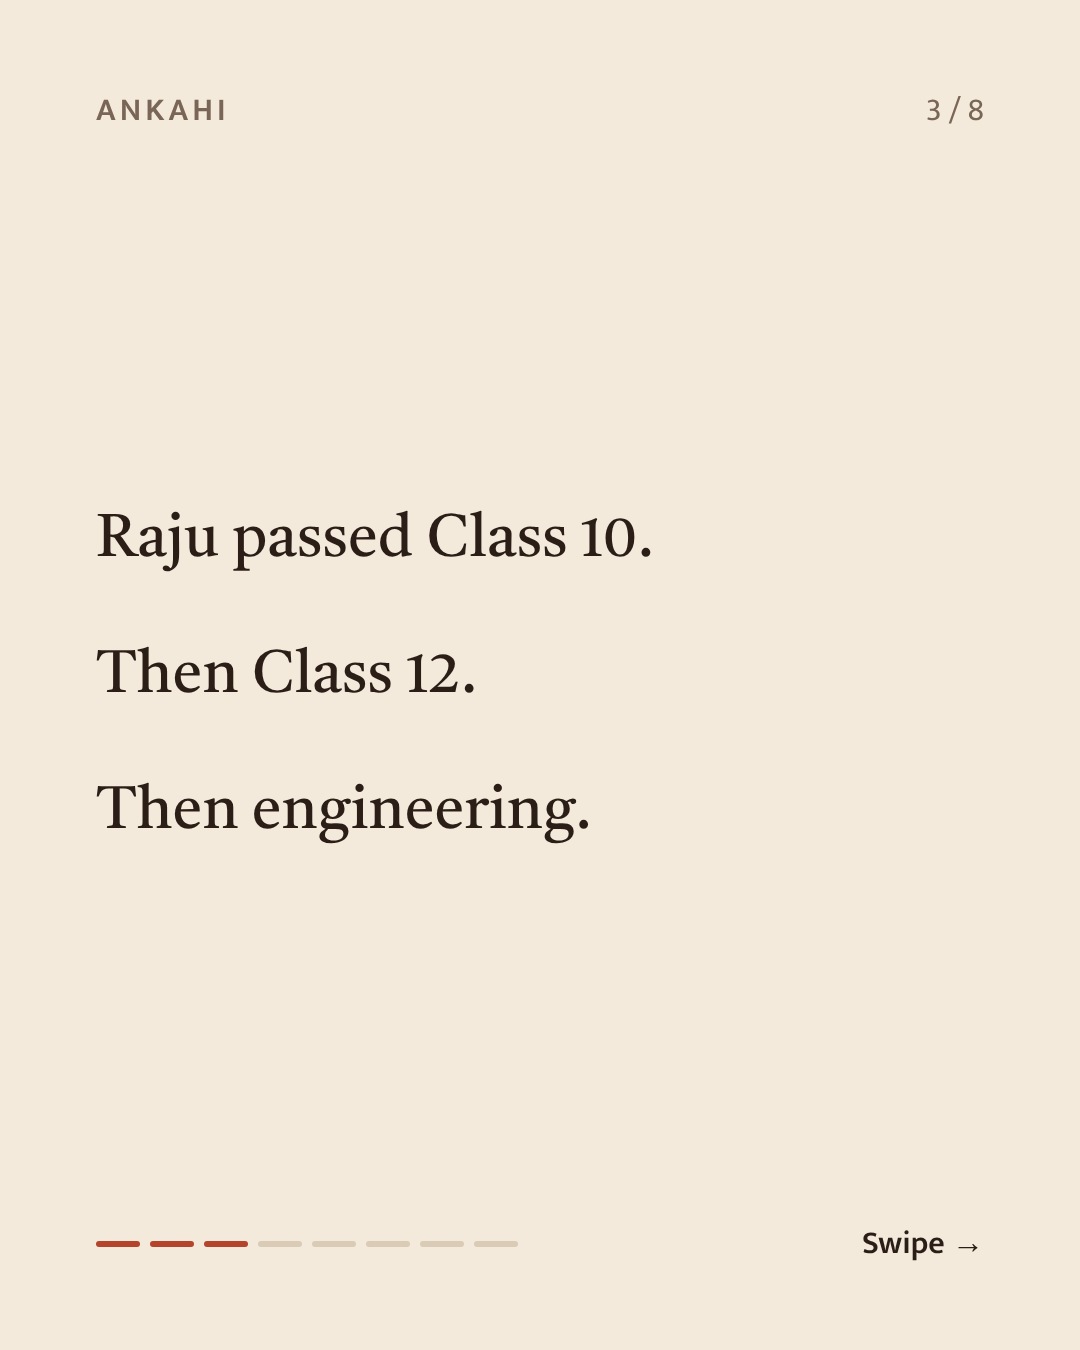 ANKAHI
3 / 8
Raju passed Class 10.
Then Class 12.
Then engineering.
Swipe →